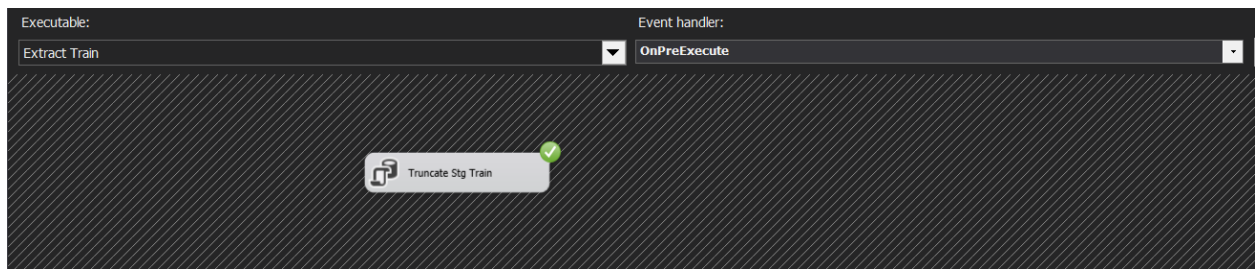 Executable:
Event handler:
Extract Train
OnPreExecute
Truncate Stg Train